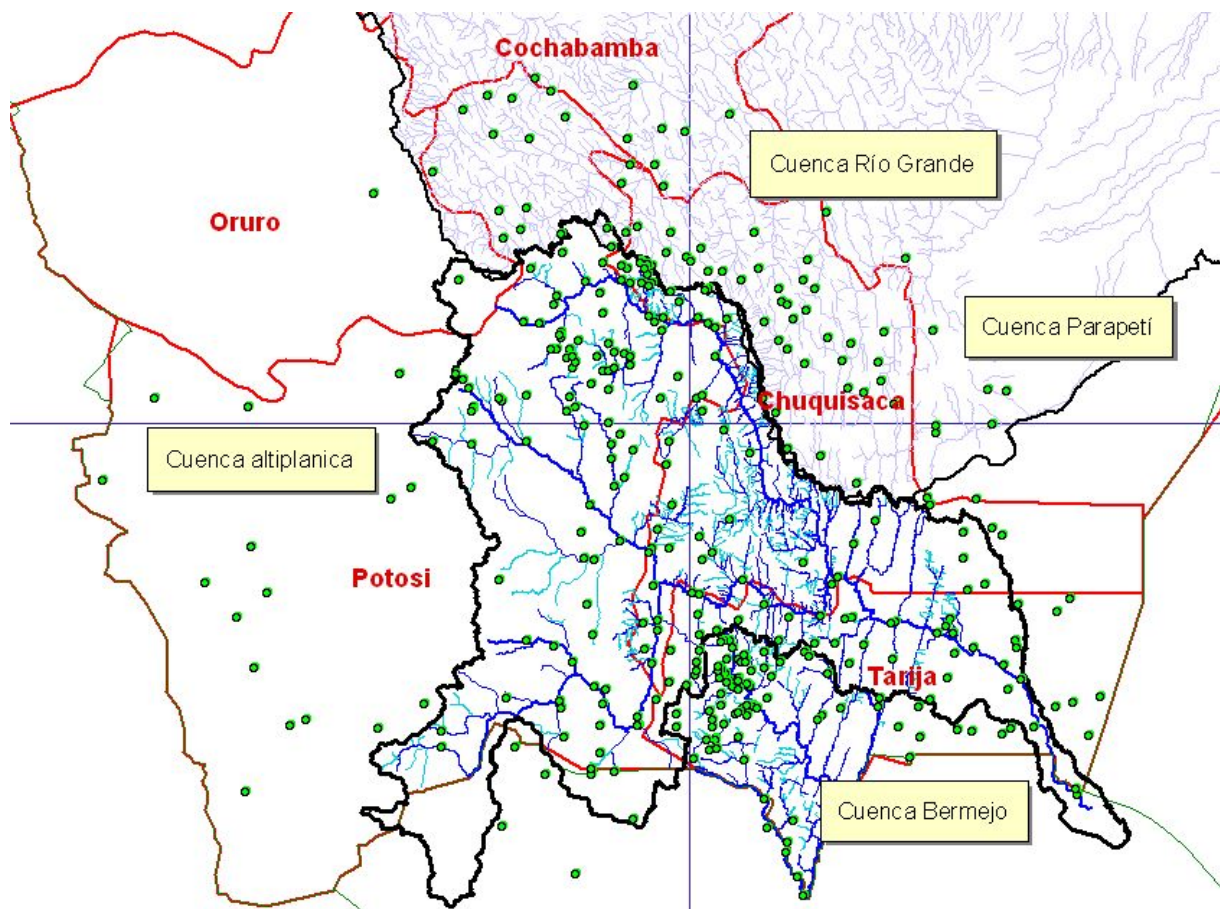 Cochabamba
Cuenca Río Grande
Oruro
Cuenca Parapetí
Chuquisaca
Cuenca altiplanica
Potosi
Tarija
Cuenca Bermejo